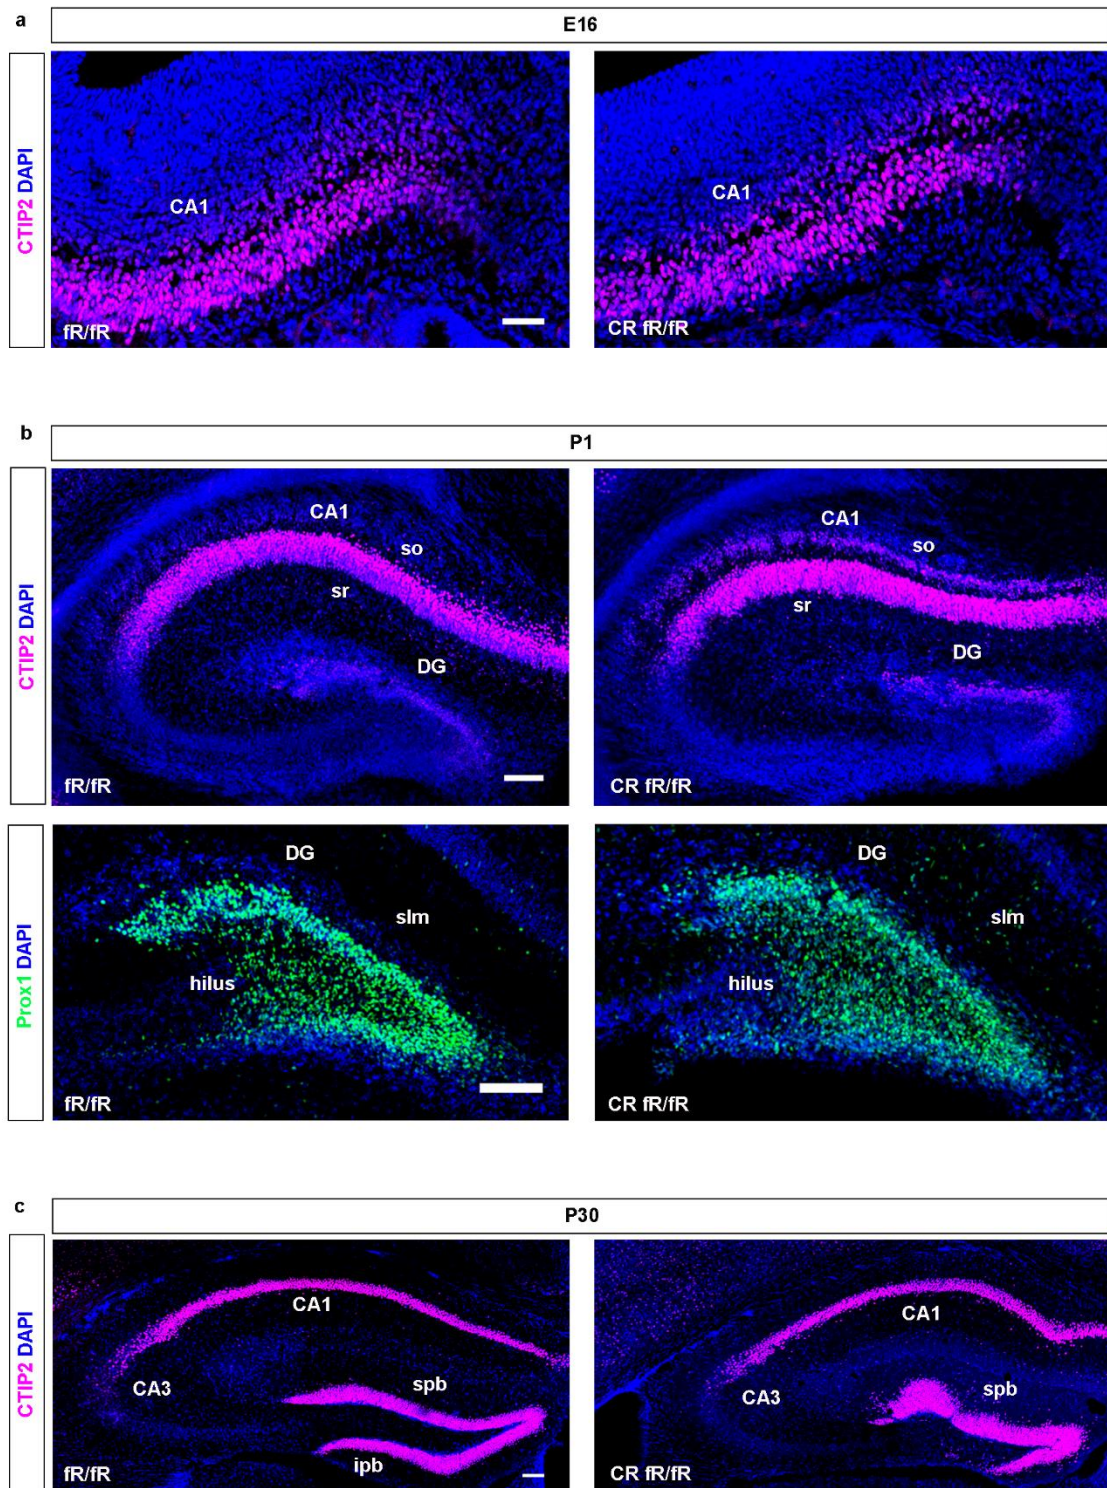 a
E16
CTIP2 DAPI
CA1
fR/fR
CA1
CR fR/fR
b
P1
CTIP2 DAPI
CA1
so
sr
DG
fR/fR
CA1
so
sr
DG
CR fR/fR
Prox1 DAPI
DG
slm
hilus
fR/fR
DG
slm
hilus
CR fR/fR
c
P30
CTIP2 DAPI
CA1
CA3
spb
ipb
fR/fR
CA1
CA3
spb
CR fR/fR